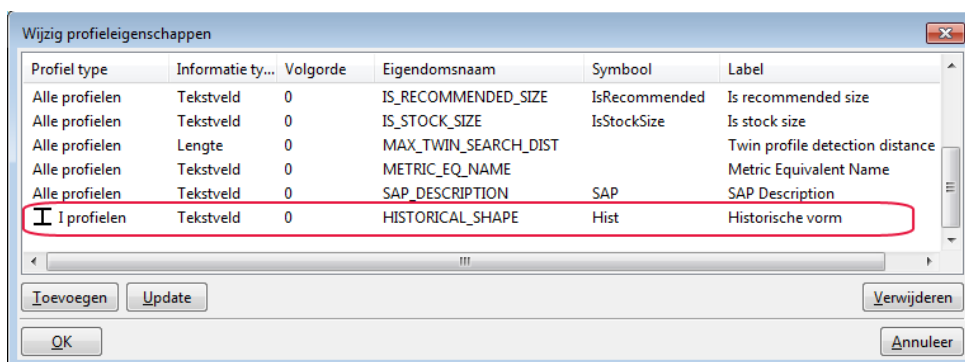 Wijzig profieleigenschappen
Profiel type Informatie ty... Volgorde Eigendomsnaam Symbool Label
Alle profielen Tekstveld 0 IS_RECOMMENDED_SIZE IsRecommended Is recommended size
Alle profielen Tekstveld 0 IS_STOCK_SIZE IsStockSize Is stock size
Alle profielen Lengte 0 MAX_TWIN_SEARCH_DIST Twin profile detection distance
Alle profielen Tekstveld 0 METRIC_EQ_NAME Metric Equivalent Name
Alle profielen Tekstveld 0 SAP_DESCRIPTION SAP SAP Description
I profielen Tekstveld 0 HISTORICAL_SHAPE Hist Historische vorm
Toevoegen Update Verwijderen
OK Annuleer